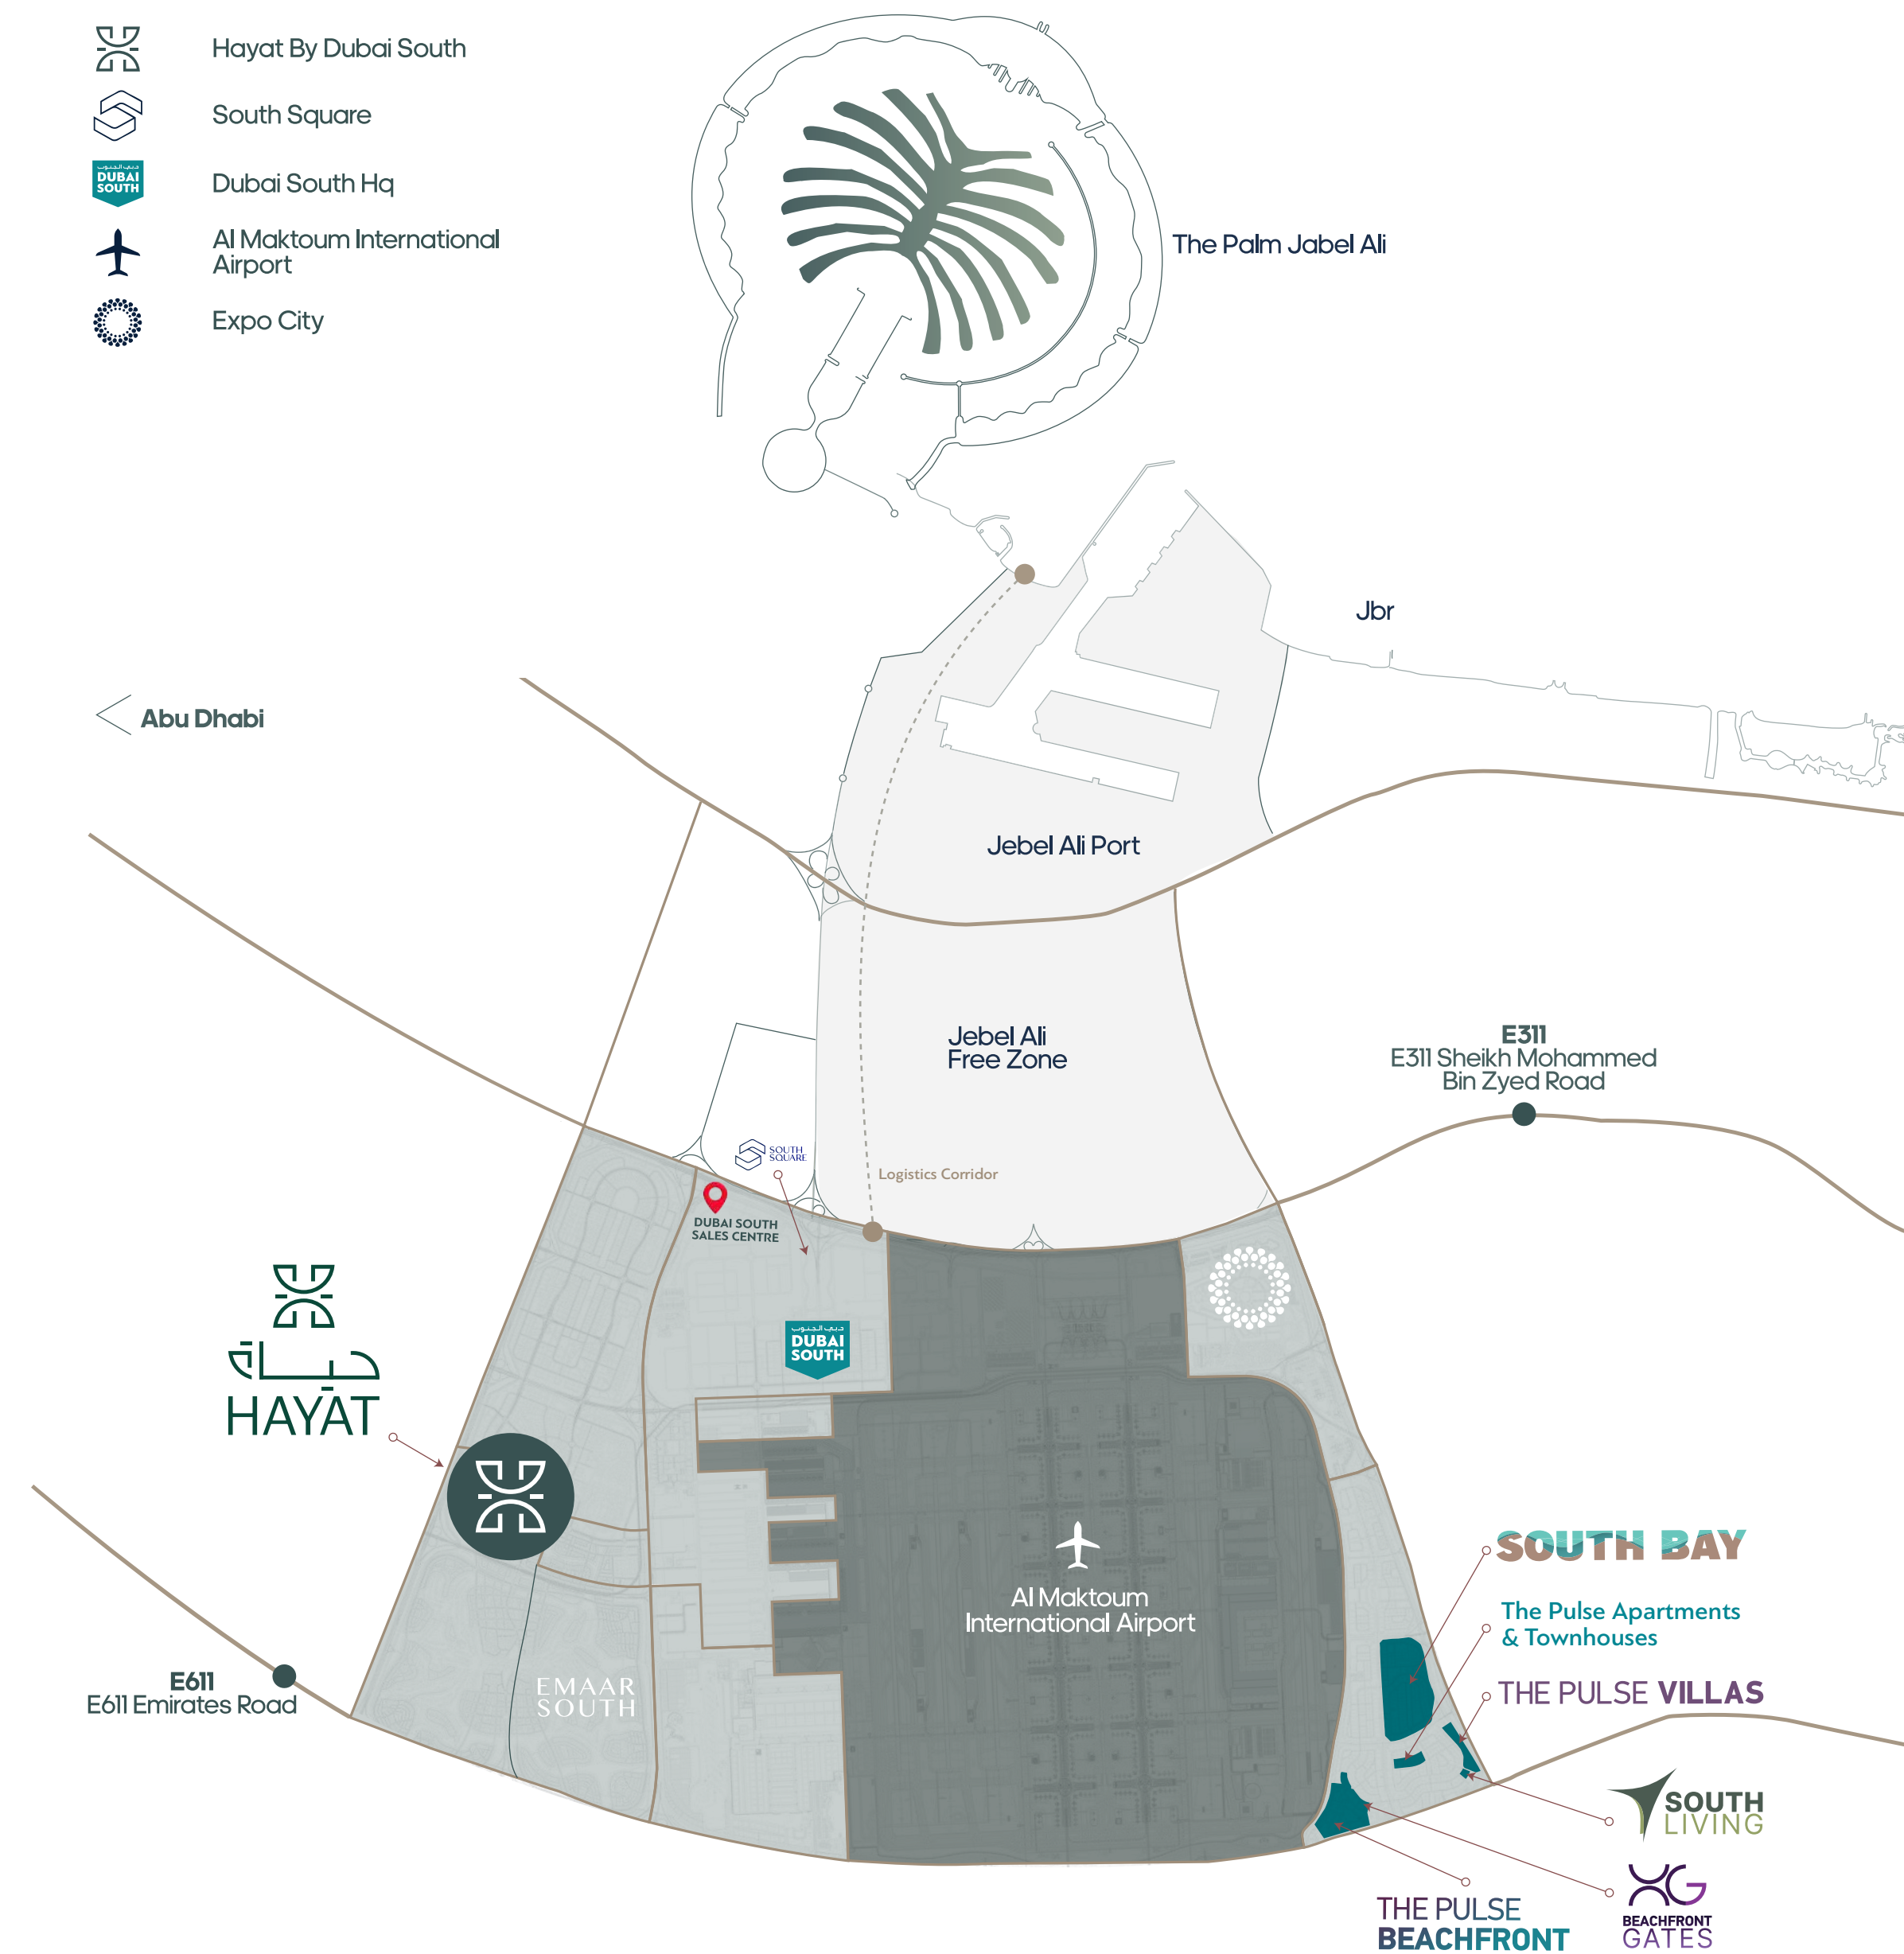 Hayat By Dubai South
South Square
دبي الجنوب
DUBAI
SOUTH
Dubai South Hq
Al Maktoum International
Airport
Expo City
The Palm Jabel Ali
Jbr
Abu Dhabi
Jebel Ali Port
Jebel Ali
Free Zone
E311
E311 Sheikh Mohammed
Bin Zyed Road
SOUTH
SQUARE
Logistics Corridor
DUBAI SOUTH
SALES CENTRE
حياة
HAYAT
دبي الجنوب
DUBAI
SOUTH
Al Maktoum
International Airport
SOUTH BAY
The Pulse Apartments
& Townhouses
THE PULSE VILLAS
E611
E611 Emirates Road
EMAAR
SOUTH
SOUTH
LIVING
XG
BEACHFRONT
GATES
THE PULSE
BEACHFRONT